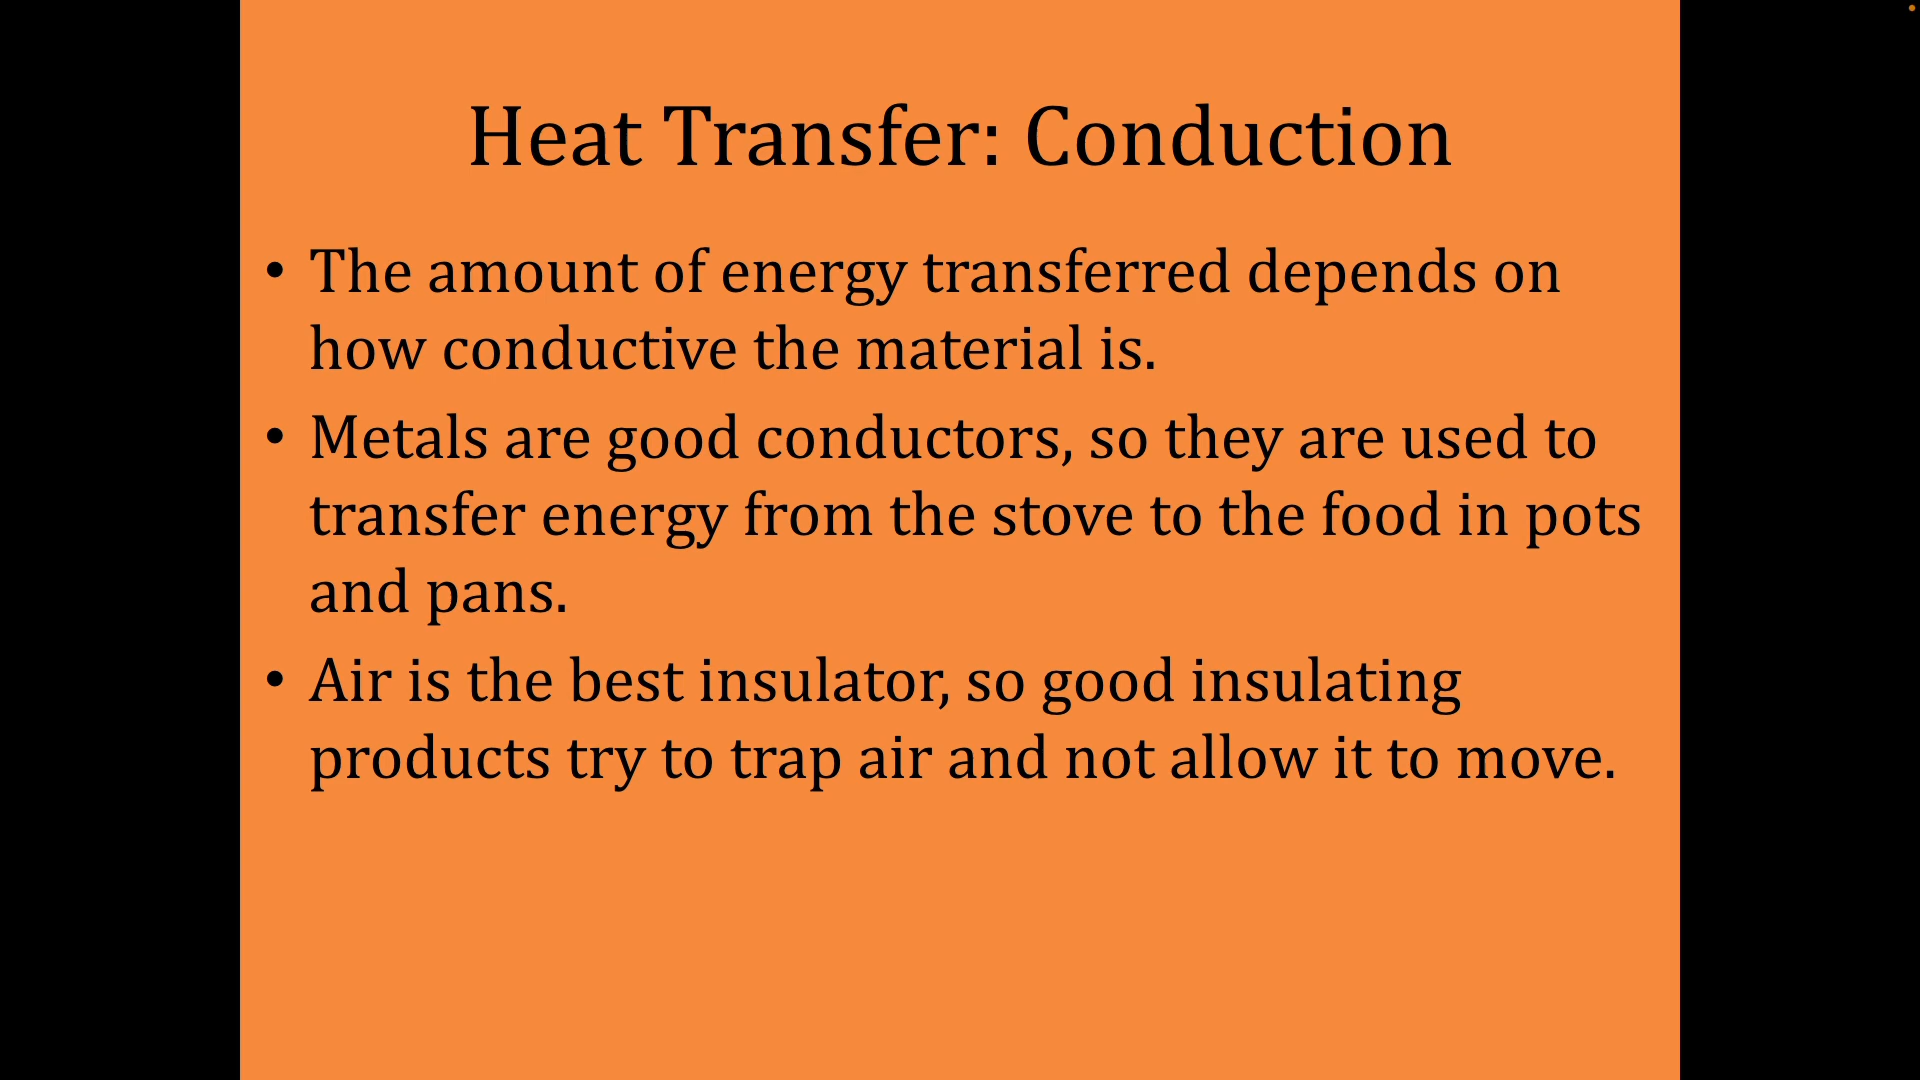 Heat Transfer: Conduction
• The amount of energy transferred depends on
how conductive the material is.
• Metals are good conductors, so they are used to
transfer energy from the stove to the food in pots
and pans.
• Air is the best insulator, so good insulating
products try to trap air and not allow it to move.